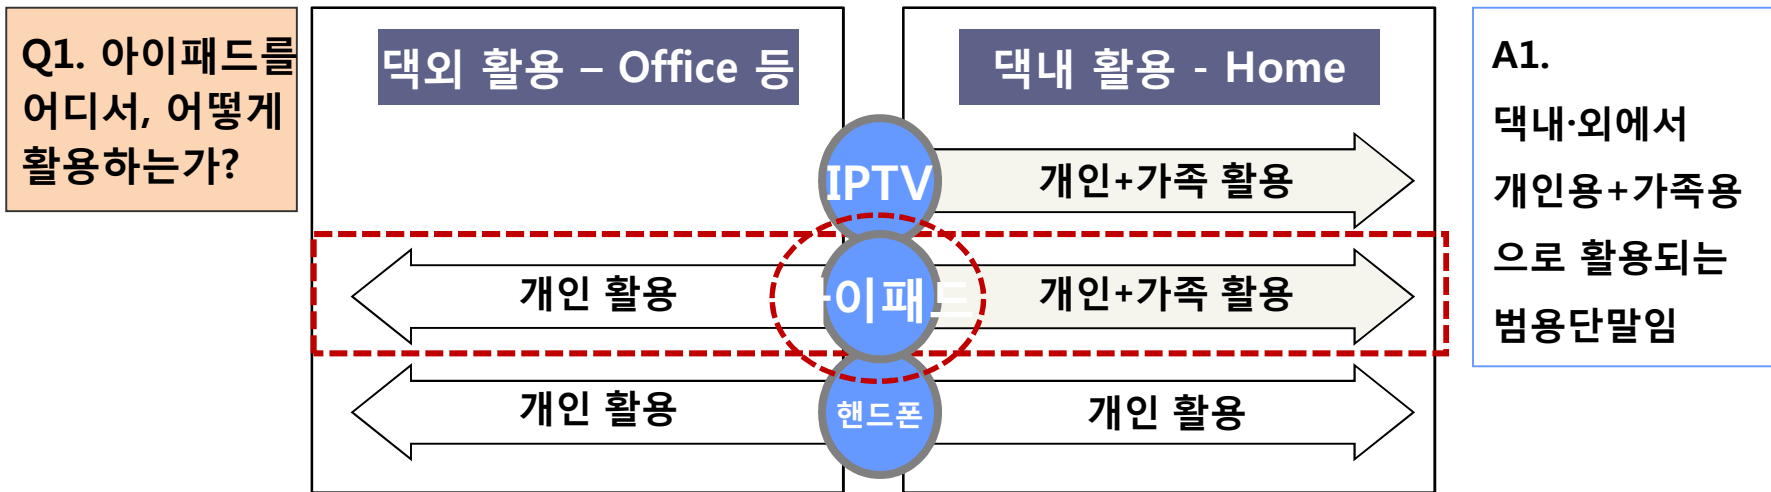 Q1. 아이패드를
어디서, 어떻게
활용하는가?
댁외 활용 – Office 등
댁내 활용 - Home
IPTV
개인+가족 활용
개인 활용
아이패드
개인+가족 활용
개인 활용
핸드폰
개인 활용
A1.
댁내·외에서
개인용+가족용
으로 활용되는
범용단말임